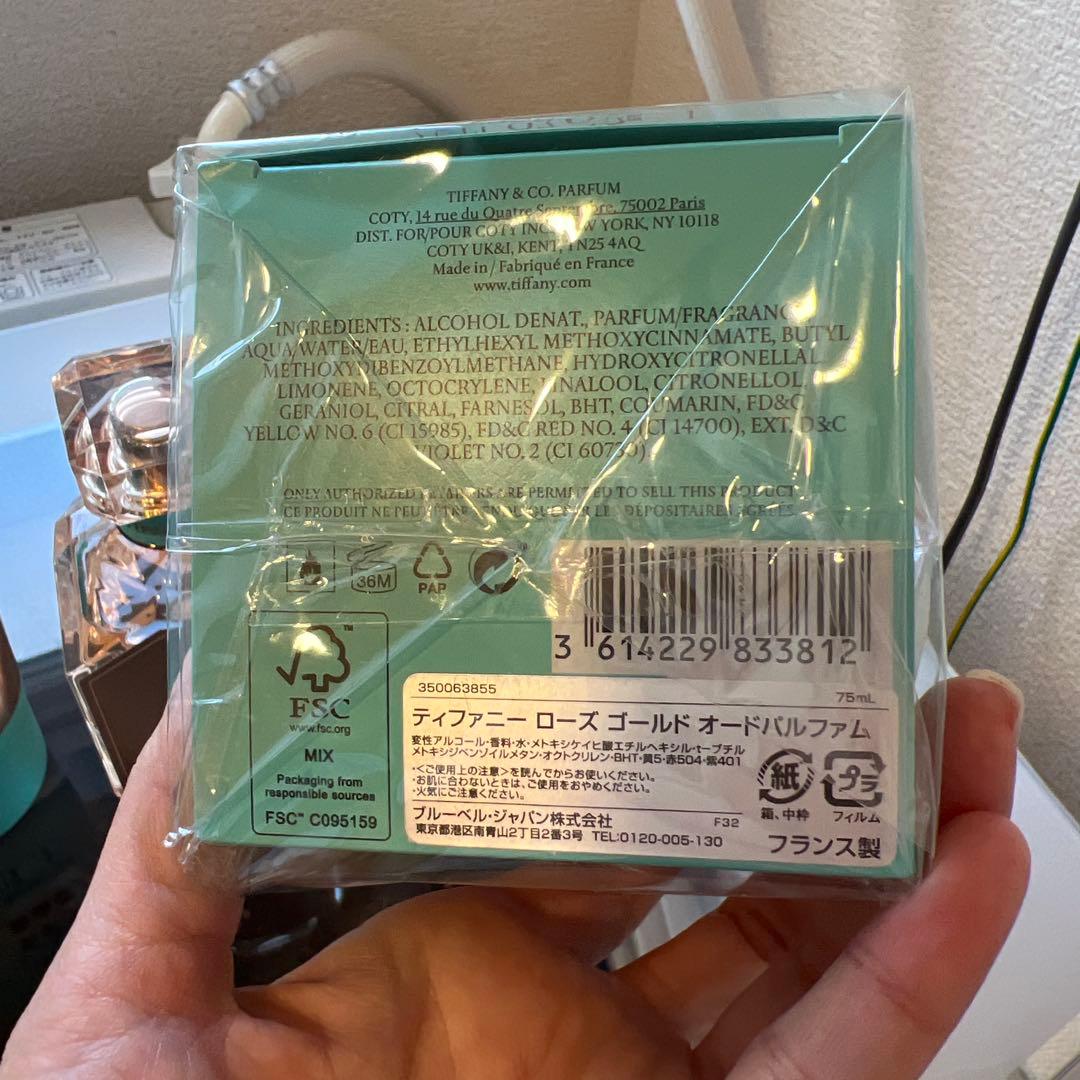 TIFFANY & CO. PARFUM
COTY, 14 rue du Quatre Septembre, 75002 Paris
DIST. FOR/POUR COTY INC. NEW YORK, NY 10118
COTY UK&I, KENT, TN25 4AQ
Made in / Fabriqué en France
www.tiffany.com
INGREDIENTS : ALCOHOL DENAT., PARFUM/FRAGRANCE,
AQUA/WATER/EAU, ETHYLHEXYL METHOXYCINNAMATE, BUTYL
METHOXYDIBENZOYLMETHANE, HYDROXYCITRONELLAL,
LIMONENE, OCTOCRYLENE, LINALOOL, CITRONELLOL,
GERANIOL, CITRAL, FARNESOL, BHT, COUMARIN, FD&C
YELLOW NO. 6 (CI 15985), FD&C RED NO. 4 (CI 14700), EXT. D&C
VIOLET NO. 2 (CI 60730).
ONLY AUTHORIZED RETAILERS ARE PERMITTED TO SELL THIS PRODUCT
CE PRODUIT NE PEUT ÊTRE VENDU QUE PAR LES DÉPOSITAIRES AGRÉÉS.
36M
PAP
3 614229 833812
FSC™
www.fsc.org
MIX
Packaging from
responsible sources
FSC™ C095159
350063855 75mL
ティファニー ローズ ゴールド オードパルファム
変性アルコール・香料・水・メトキシケイヒ酸エチルヘキシル・t-ブチル
メトキシジベンゾイルメタン・オクトクリレン・BHT・黄5・赤504・紫401
<ご使用上の注意>を読んでからお使いください。
・お肌に合わないときは、ご使用をおやめください。
・火気にご注意ください。
紙
箱、中枠
プラ
フィルム
ブルーベル・ジャパン株式会社 F32
東京都港区南青山2丁目2番3号 TEL:0120-005-130
フランス製